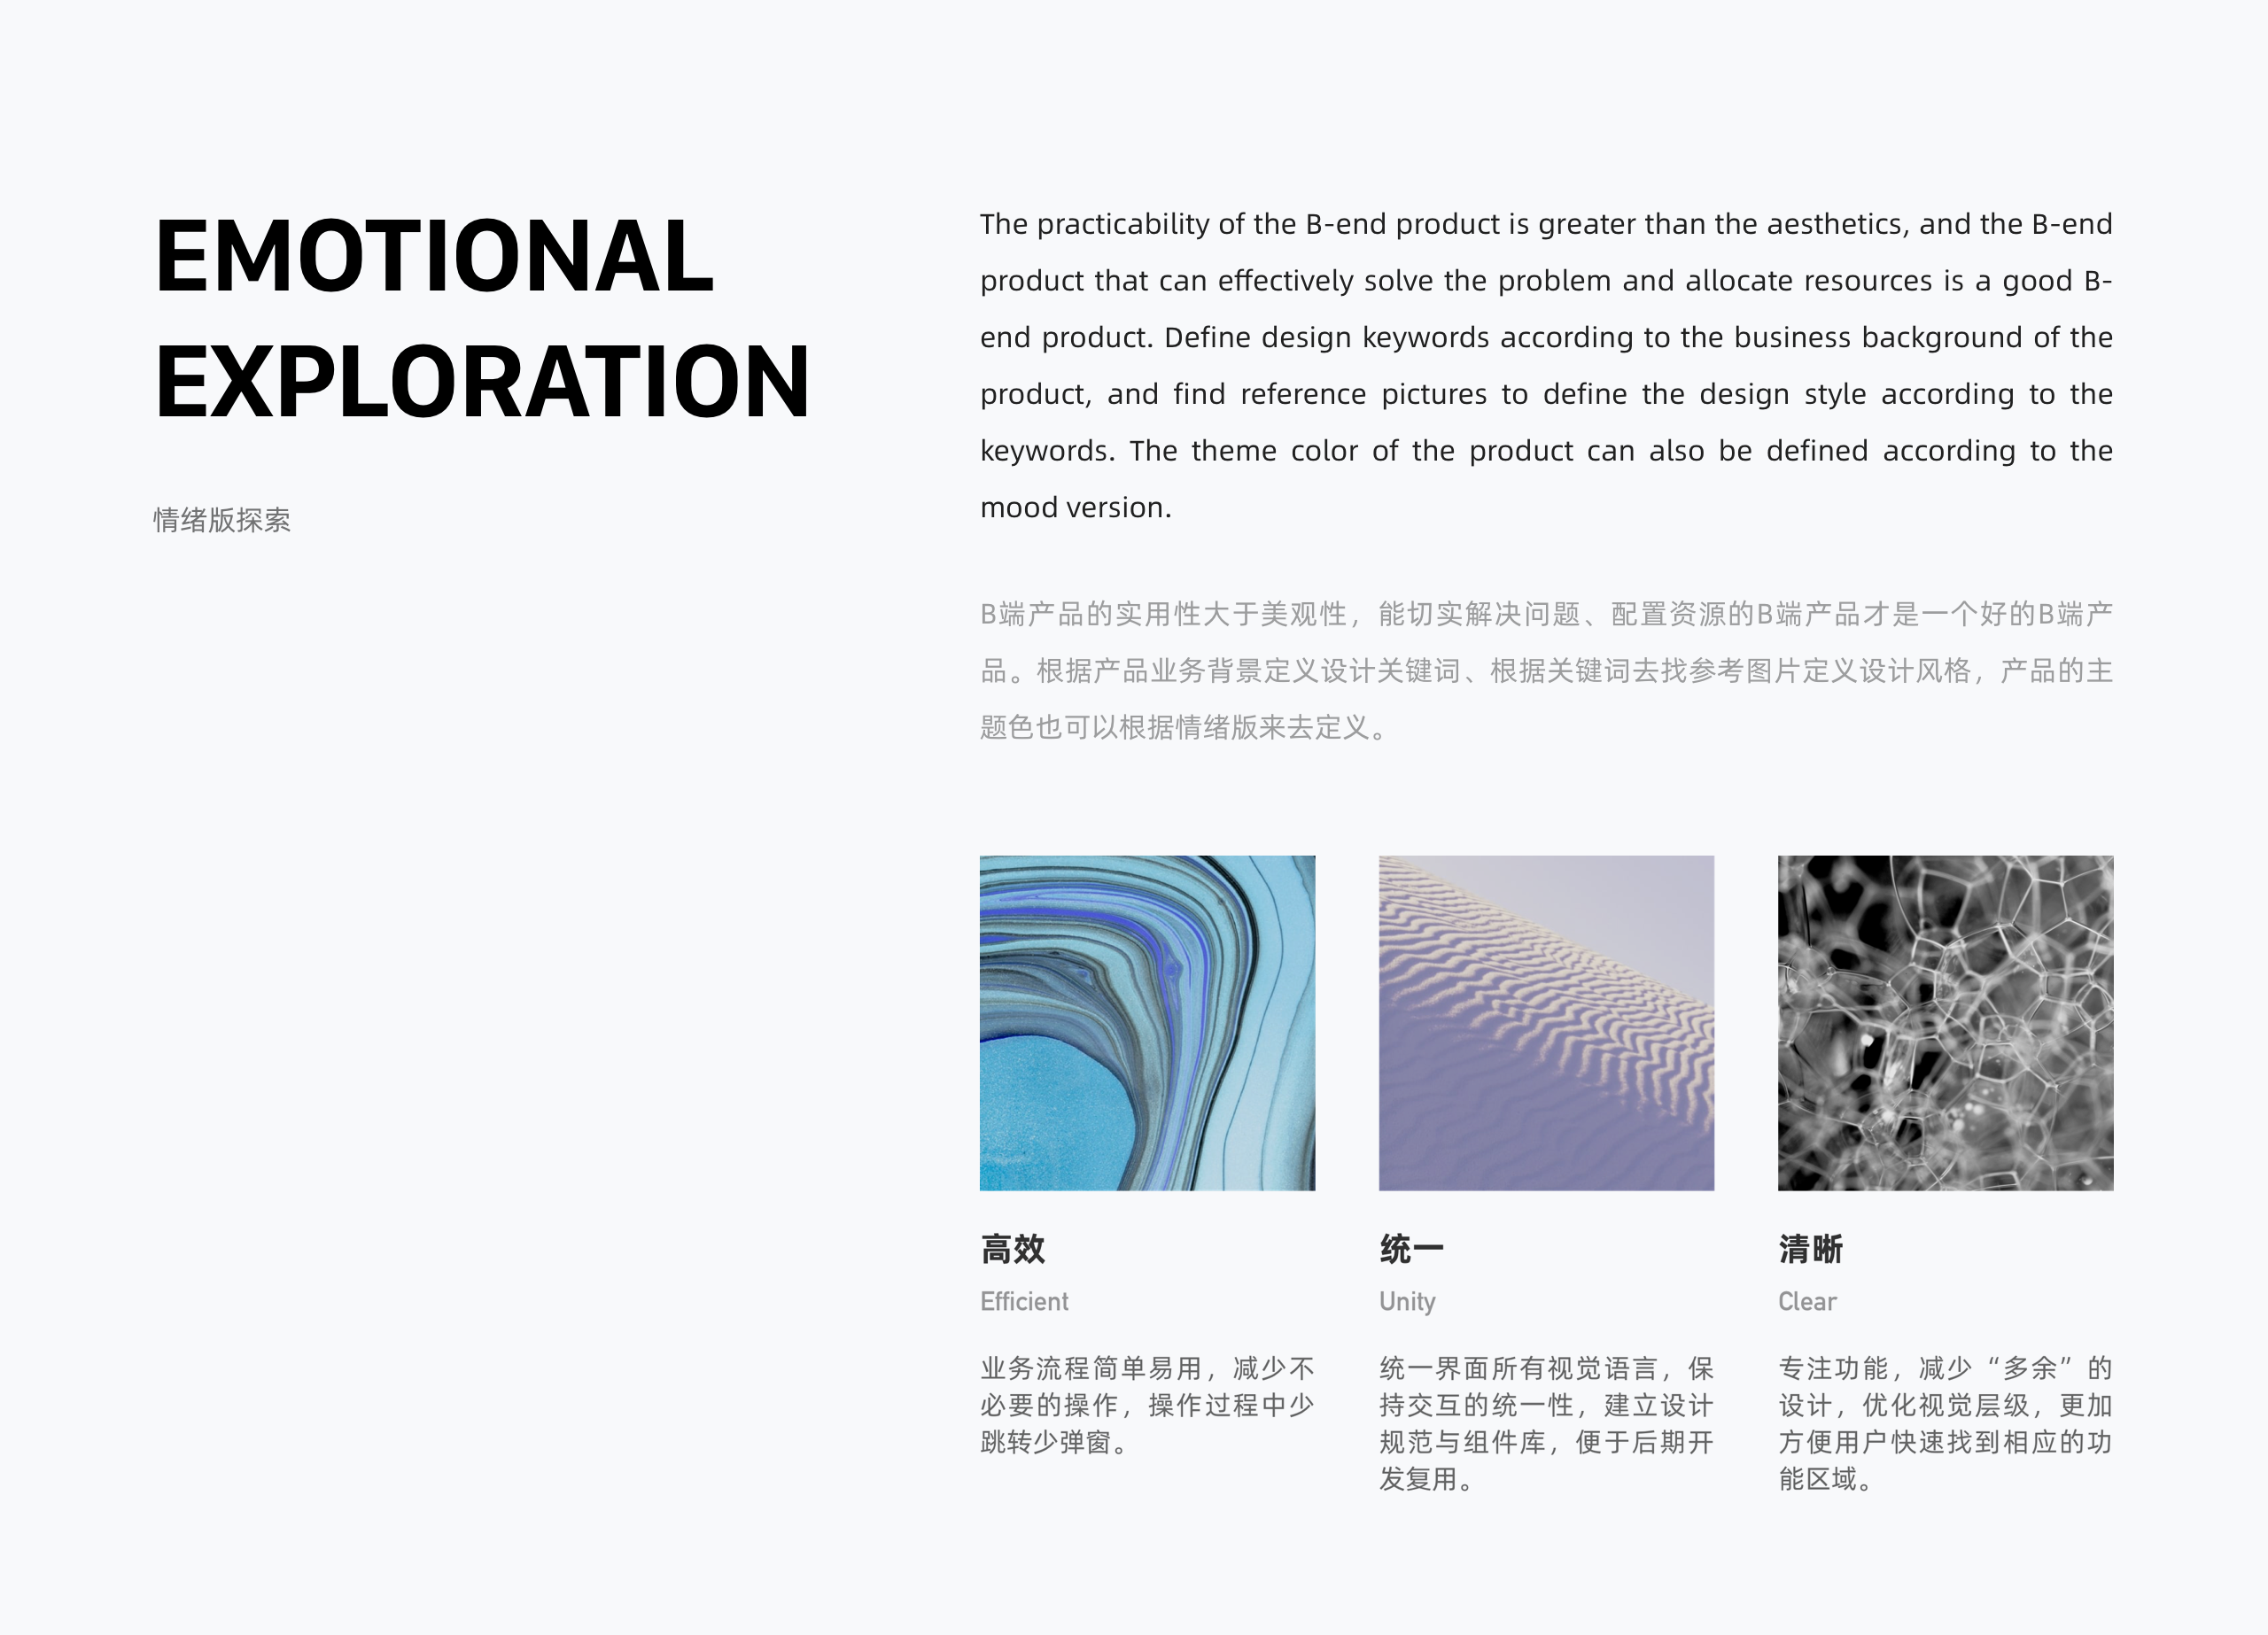 EMOTIONAL
EXPLORATION
情绪版探索
The practicability of the B-end product is greater than the aesthetics, and the B-end
product that can effectively solve the problem and allocate resources is a good B-
end product. Define design keywords according to the business background of the
product, and find reference pictures to define the design style according to the
keywords. The theme color of the product can also be defined according to the
mood version.
B端产品的实用性大于美观性，能切实解决问题、配置资源的B端产品才是一个好的B端产
品。根据产品业务背景定义设计关键词、根据关键词去找参考图片定义设计风格，产品的主
题色也可以根据情绪版来去定义。
高效
Efficient
业务流程简单易用，减少不
必要的操作，操作过程中少
跳转少弹窗。
统一
Unity
统一界面所有视觉语言，保
持交互的统一性，建立设计
规范与组件库，便于后期开
发复用。
清晰
Clear
专注功能，减少“多余”的
设计，优化视觉层级，更加
方便用户快速找到相应的功
能区域。